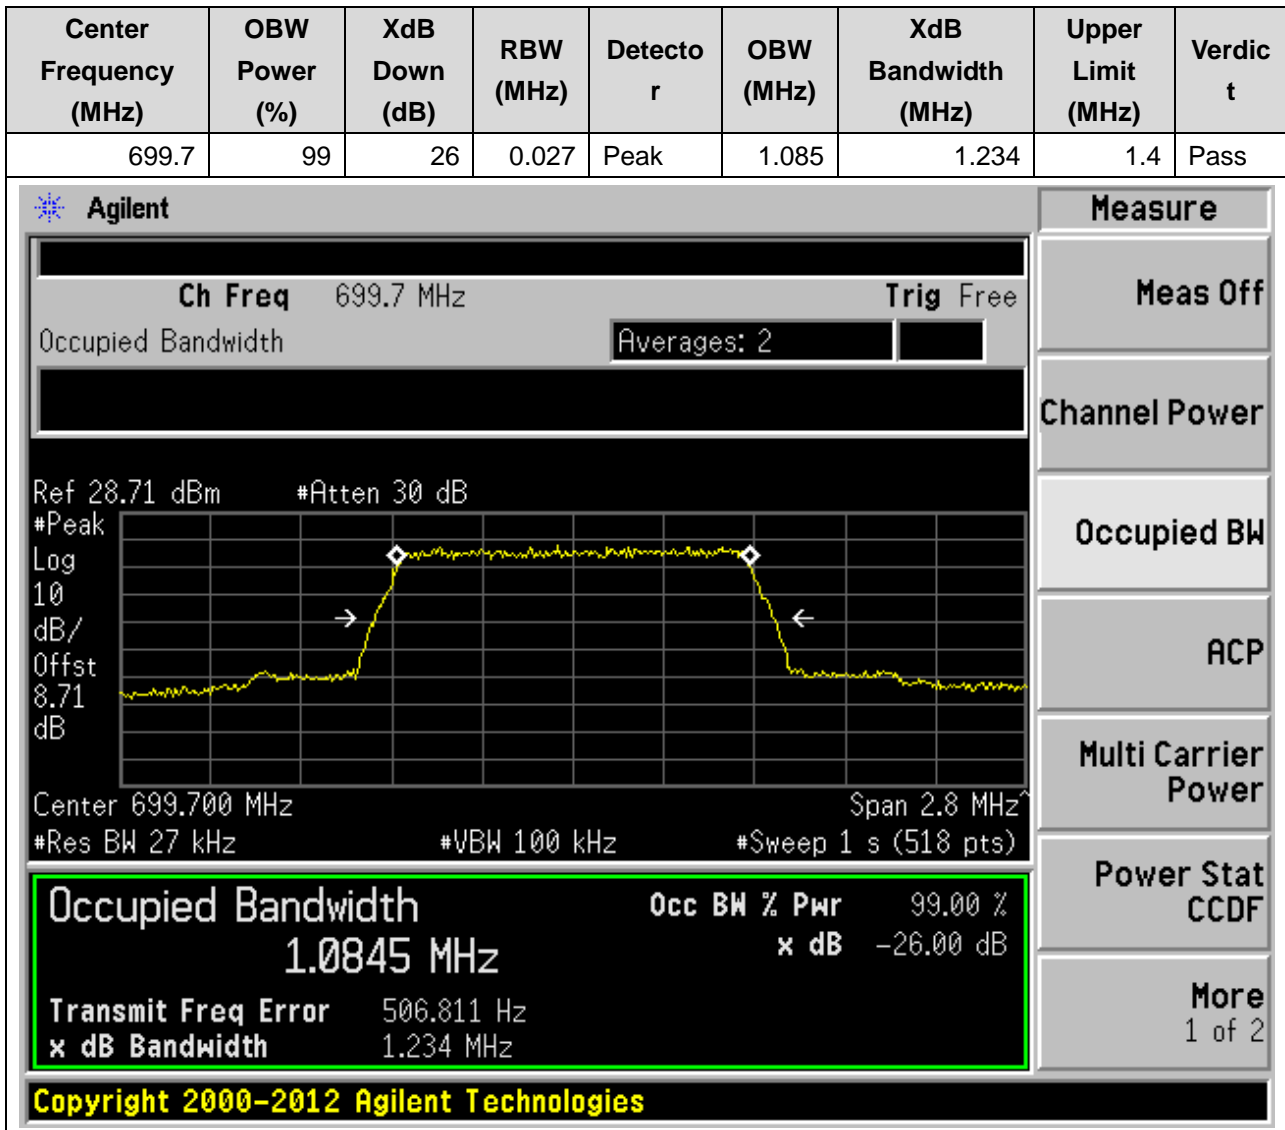 Center Frequency (MHz) OBW Power (%) XdB Down (dB) RBW (MHz) Detecto r OBW (MHz) XdB Bandwidth (MHz) Upper Limit (MHz) Verdic t
699.7 99 26 0.027 Peak 1.085 1.234 1.4 Pass
Agilent
Measure
Ch Freq 699.7 MHz Trig Free
Occupied Bandwidth Averages: 2
Ref 28.71 dBm #Atten 30 dB
#Peak
Log
10
dB/
Offst
8.71
dB
Center 699.700 MHz Span 2.8 MHz^
#Res BW 27 kHz #VBW 100 kHz #Sweep 1 s (518 pts)
Occupied Bandwidth Occ BW % Pwr 99.00 %
1.0845 MHz x dB -26.00 dB
Transmit Freq Error 506.811 Hz
x dB Bandwidth 1.234 MHz
Meas Off
Channel Power
Occupied BW
ACP
Multi Carrier
Power
Power Stat
CCDF
More
1 of 2
Copyright 2000-2012 Agilent Technologies